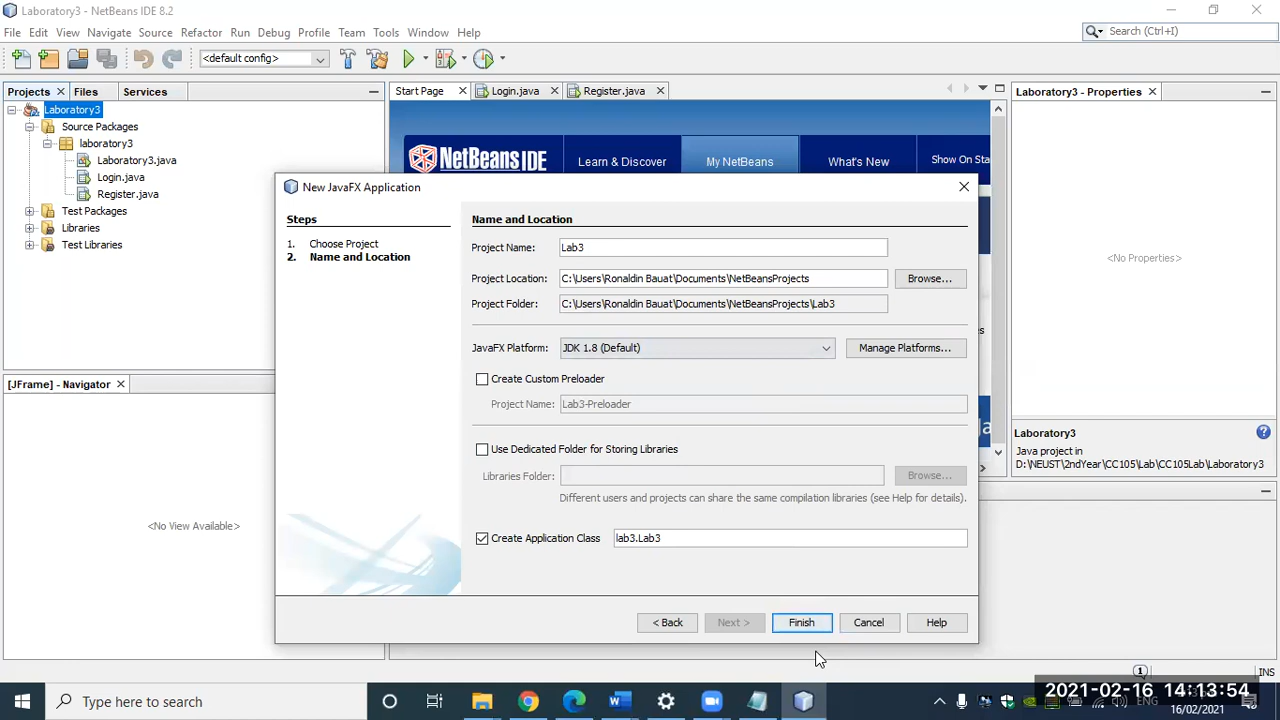 Laboratory3 - NetBeans IDE 8.2
File Edit View Navigate Source Refactor Run Debug Profile Team Tools Window Help
Search (Ctrl+I)
<default config>
Projects Files Services
Start Page Login.java Register.java
Laboratory3 - Properties
Laboratory3
Source Packages
laboratory3
Laboratory3.java
Login.java
Register.java
Test Packages
Libraries
Test Libraries
NetBeans IDE
Learn & Discover
My NetBeans
What's New
Show On Sta
<No Properties>
[JFrame] - Navigator
<No View Available>
New JavaFX Application
Steps
1. Choose Project
2. Name and Location
Name and Location
Project Name: Lab3
Project Location: C:\Users\Ronaldin Bauat\Documents\NetBeansProjects Browse...
Project Folder: C:\Users\Ronaldin Bauat\Documents\NetBeansProjects\Lab3
JavaFX Platform: JDK 1.8 (Default) Manage Platforms...
Create Custom Preloader
Project Name: Lab3-Preloader
Use Dedicated Folder for Storing Libraries
Libraries Folder: Browse...
Different users and projects can share the same compilation libraries (see Help for details).
Create Application Class lab3.Lab3
< Back Next > Finish Cancel Help
Laboratory3
Java project in
D:\NEUST\2ndYear\CC105\Lab\CC105Lab\Laboratory3
1 INS
Type here to search
ENG
2021-02-16 14:13:54
16/02/2021